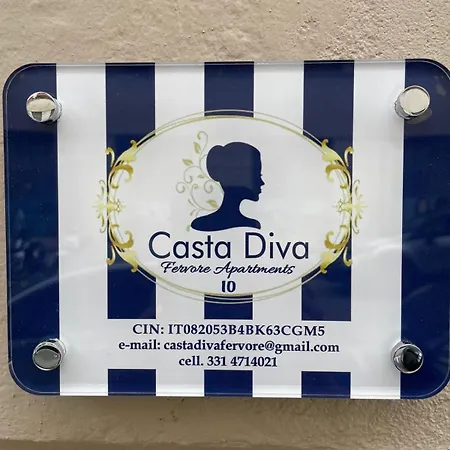 Casta Diva
Fervore Apartments
10
CIN: IT082053B4BK63CGM5
e-mail: castadivafervore@gmail.com
cell. 331 4714021